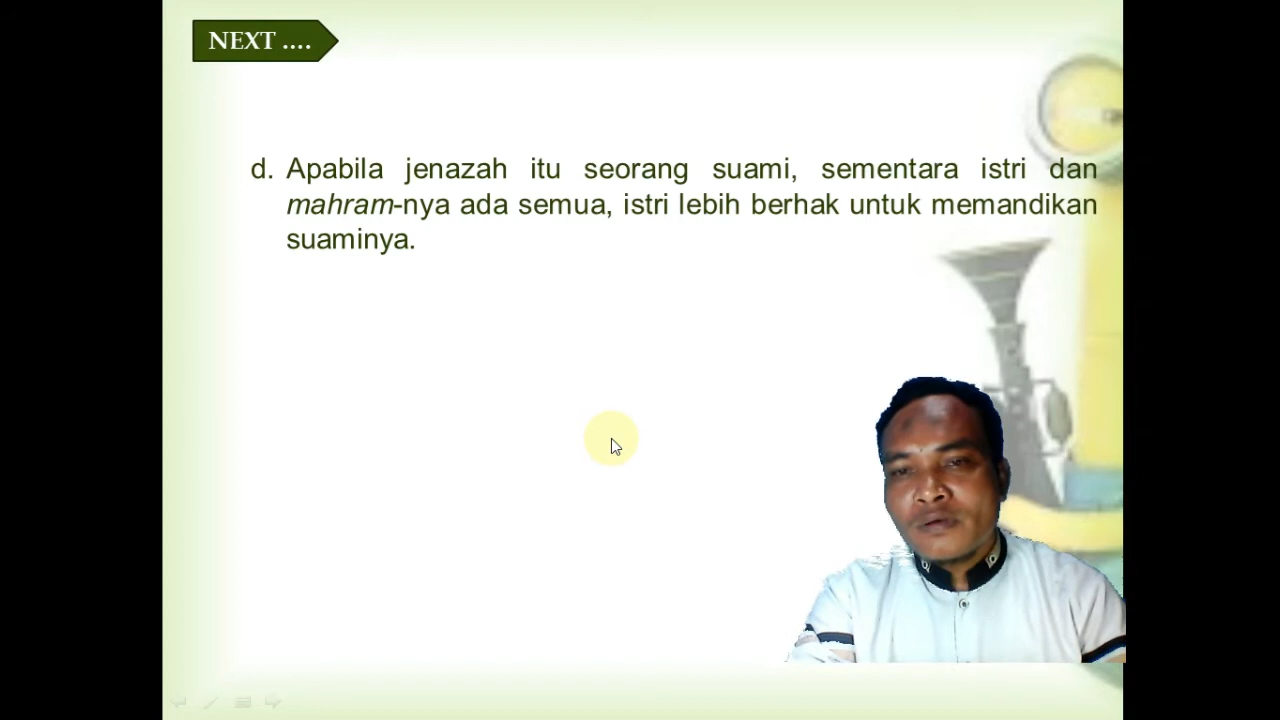 NEXT ....
d. Apabila jenazah itu seorang suami, sementara istri dan
mahram-nya ada semua, istri lebih berhak untuk memandikan
suaminya.